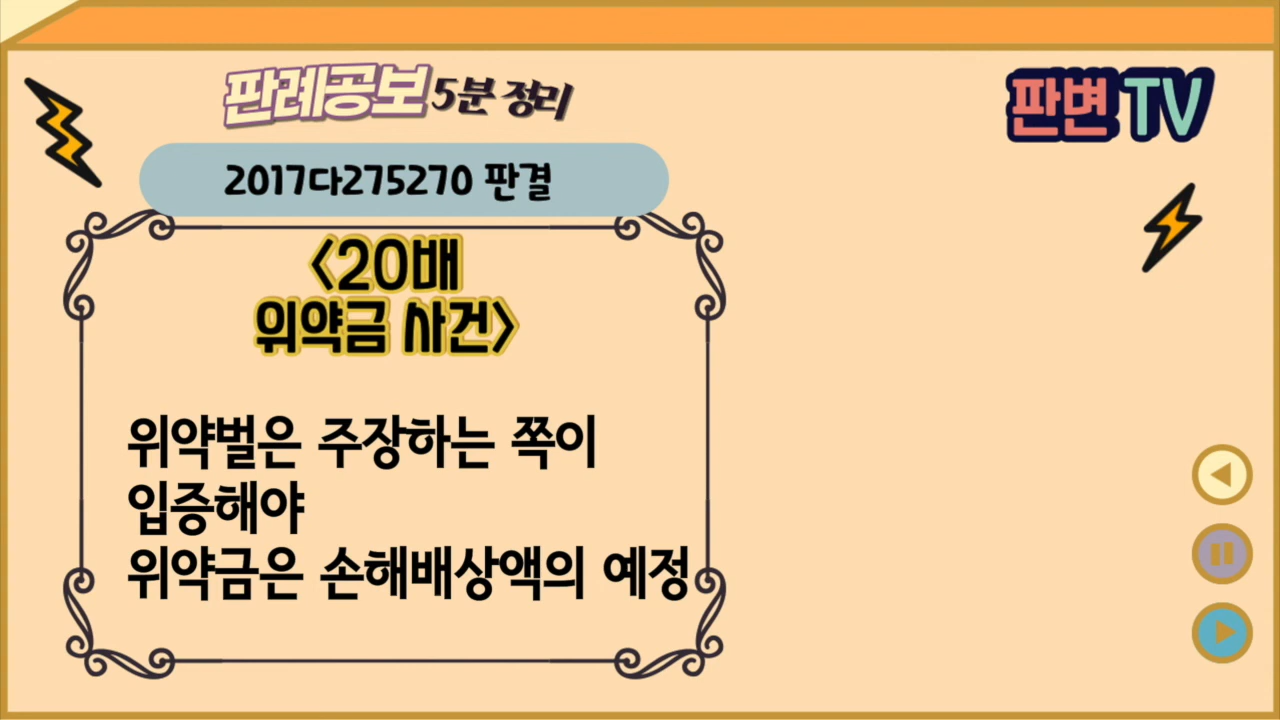 판례공보 5분 정리
판변 TV
2017다275270 판결
<20배
위약금 사건>
위약벌은 주장하는 쪽이
입증해야
위약금은 손해배상액의 예정